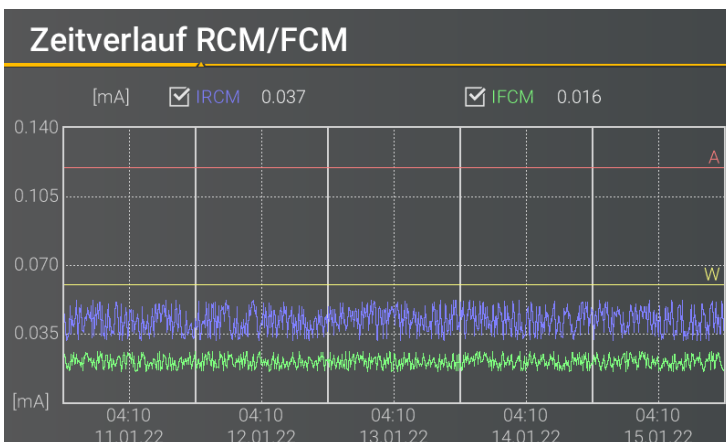 Zeitverlauf RCM/FCM
[mA] IRCM 0.037 IFCM 0.016
0.140
A
0.105
0.070
W
0.035
[mA]
04:10 04:10 04:10 04:10 04:10
11.01.22 12.01.22 13.01.22 14.01.22 15.01.22